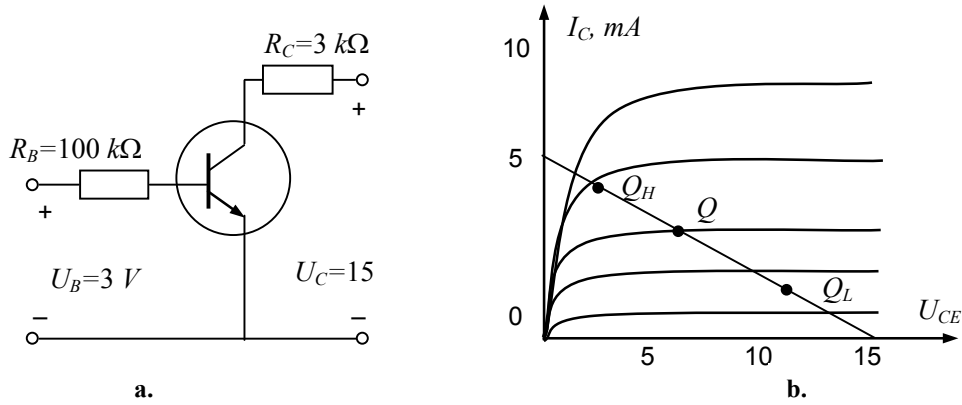 R_C=3 kΩ
+
R_B=100 kΩ
+
U_B=3 V
U_C=15
–
–
a.
I_C, mA
10
5
0
Q_H
Q
Q_L
U_CE
5
10
15
b.